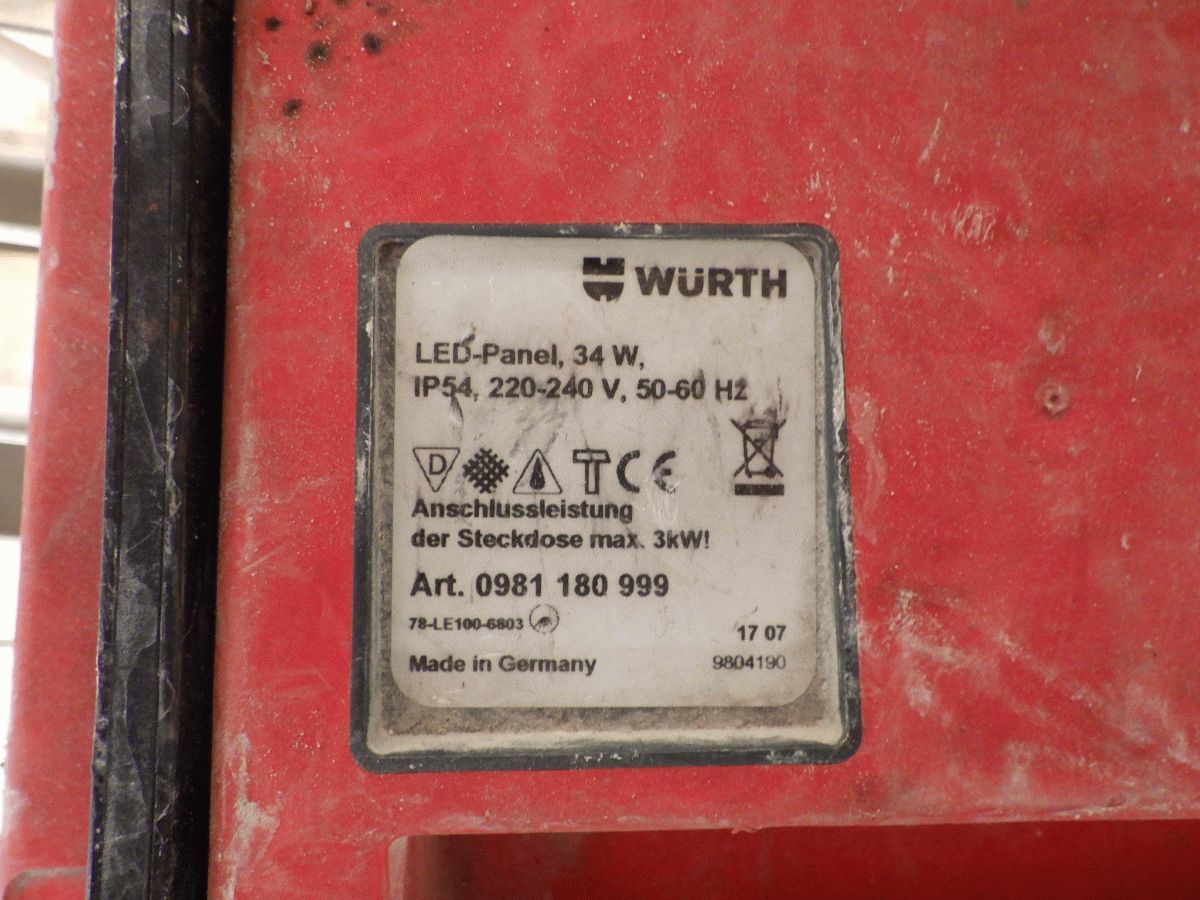 WÜRTH
LED-Panel, 34 W,
IP54, 220-240 V, 50-60 Hz
D T CE
Anschlussleistung
der Steckdose max. 3kW!
Art. 0981 180 999
78-LE100-6803
17 07
Made in Germany
9804190